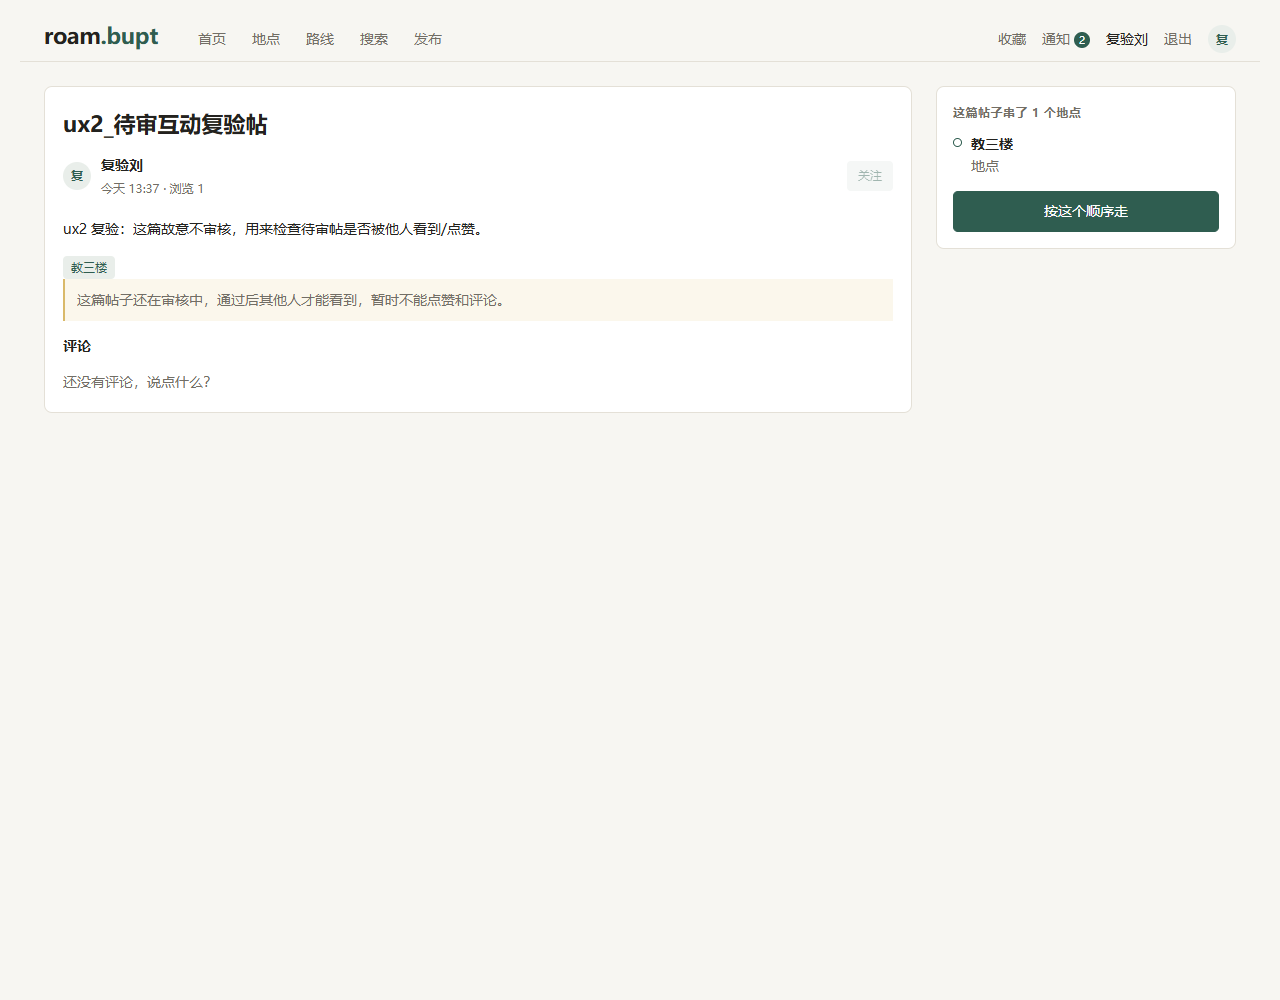 roam.bupt 首页 地点 路线 搜索 发布 收藏 通知 2 复验刘 退出 复
ux2_待审互动复验帖
复 复验刘
今天 13:37 · 浏览 1
关注
ux2 复验：这篇故意不审核，用来检查待审帖是否被他人看到/点赞。
教三楼
这篇帖子还在审核中，通过后其他人才能看到，暂时不能点赞和评论。
评论
还没有评论，说点什么？
这篇帖子串了 1 个地点
教三楼
地点
按这个顺序走